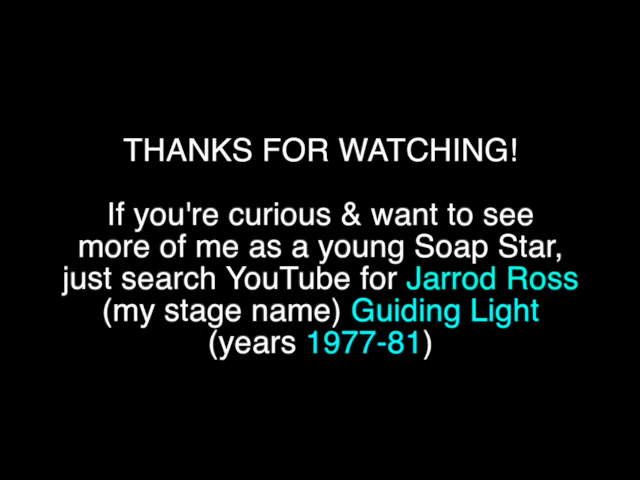 THANKS FOR WATCHING!
If you're curious & want to see
more of me as a young Soap Star,
just search YouTube for Jarrod Ross
(my stage name) Guiding Light
(years 1977-81)